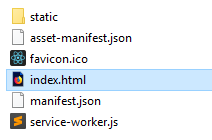 static
asset-manifest.json
favicon.ico
index.html
manifest.json
service-worker.js